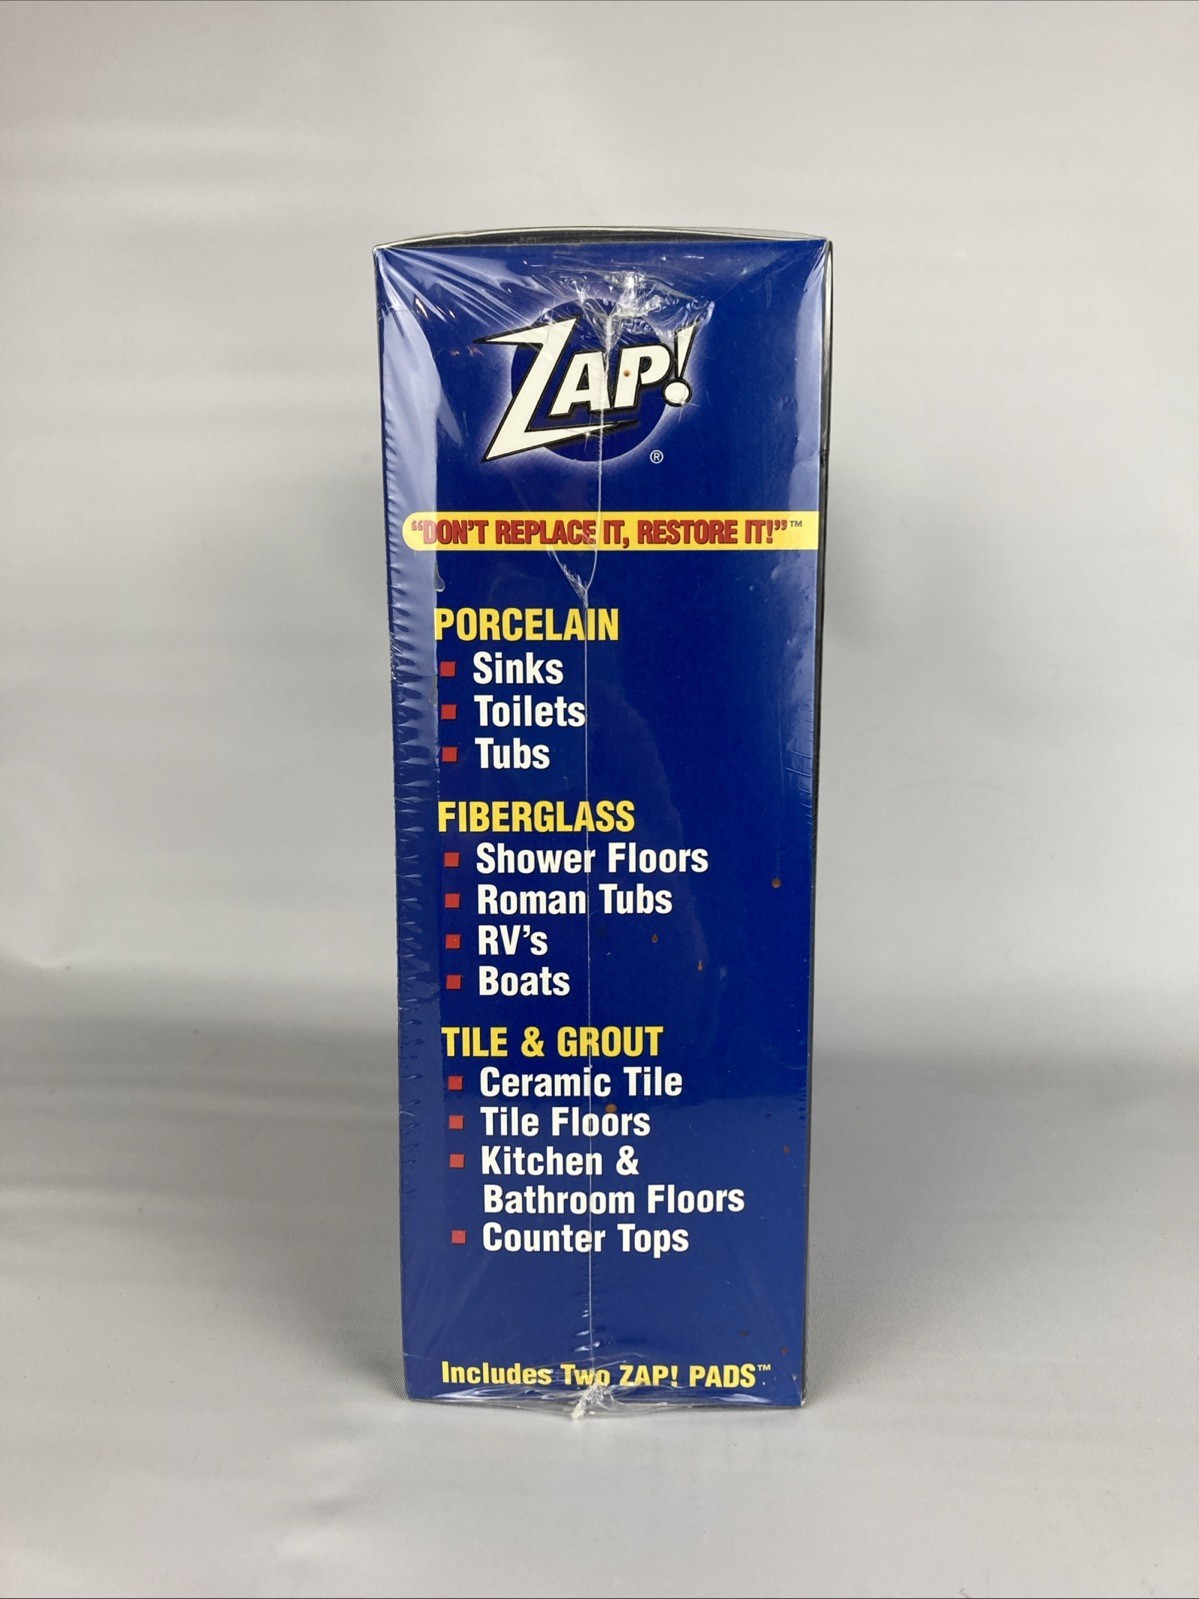 ZAP!
®
“DON’T REPLACE IT, RESTORE IT!”™
PORCELAIN
Sinks
Toilets
Tubs
FIBERGLASS
Shower Floors
Roman Tubs
RV’s
Boats
TILE & GROUT
Ceramic Tile
Tile Floors
Kitchen &
Bathroom Floors
Counter Tops
Includes Two ZAP! PADS™